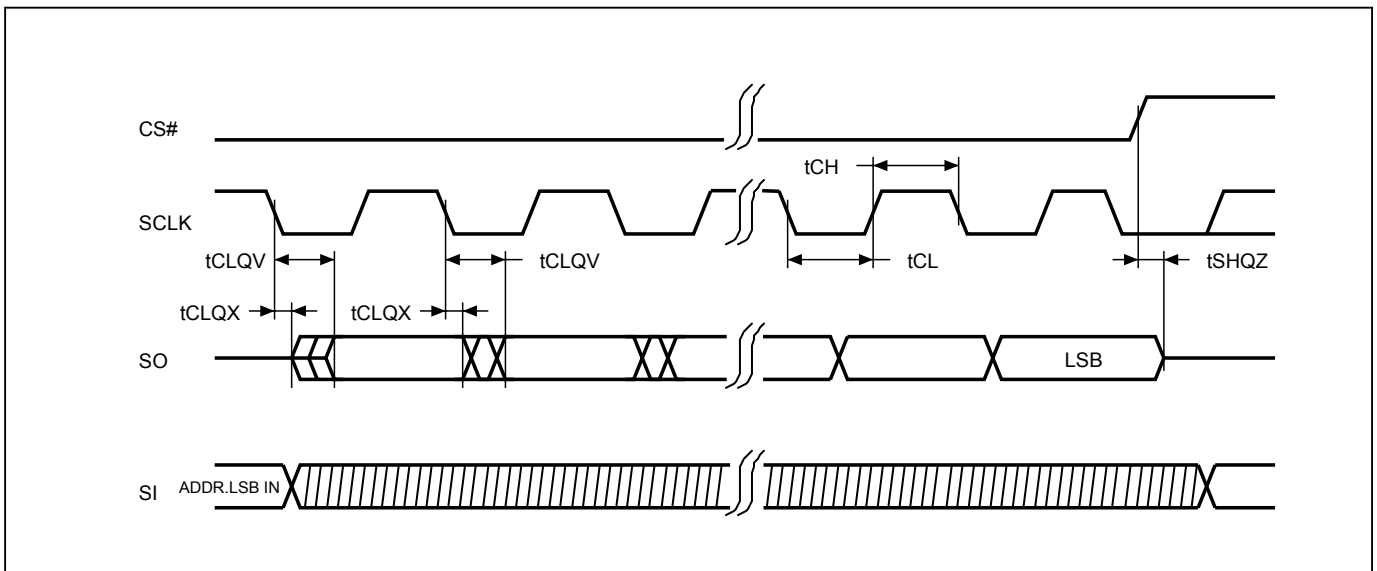 CS#
tCH
SCLK
tCLQV
tCLQV
tCL
tSHQZ
tCLQX
tCLQX
SO
LSB
SI
ADDR.LSB IN